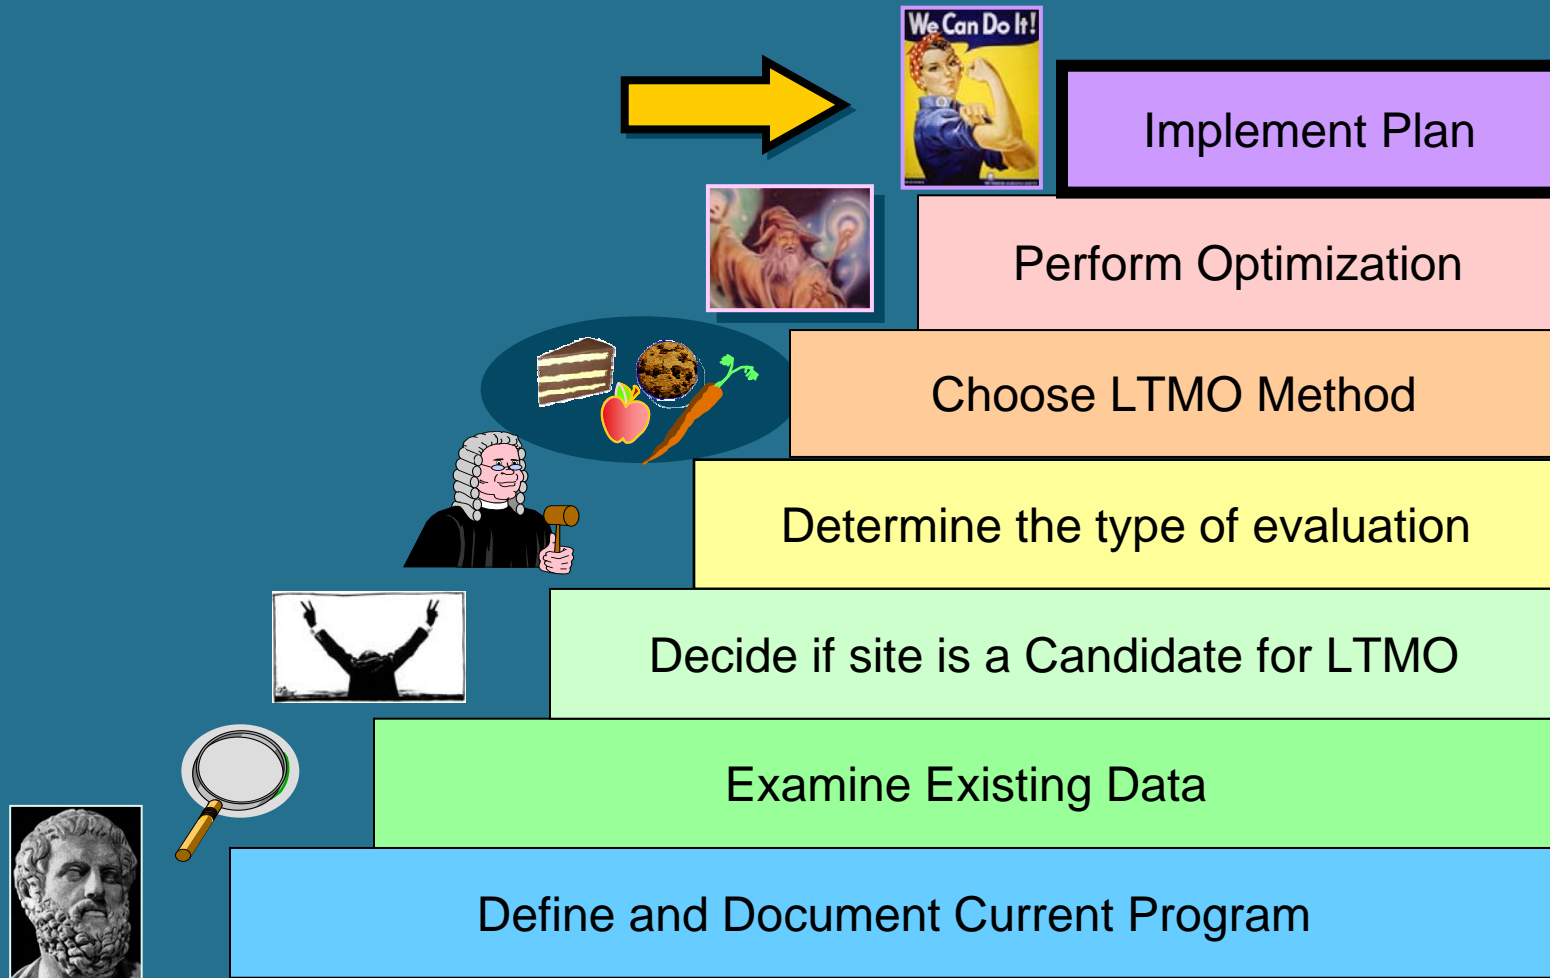 We Can Do It!
Implement Plan
Perform Optimization
Choose LTMO Method
Determine the type of evaluation
Decide if site is a Candidate for LTMO
Examine Existing Data
Define and Document Current Program